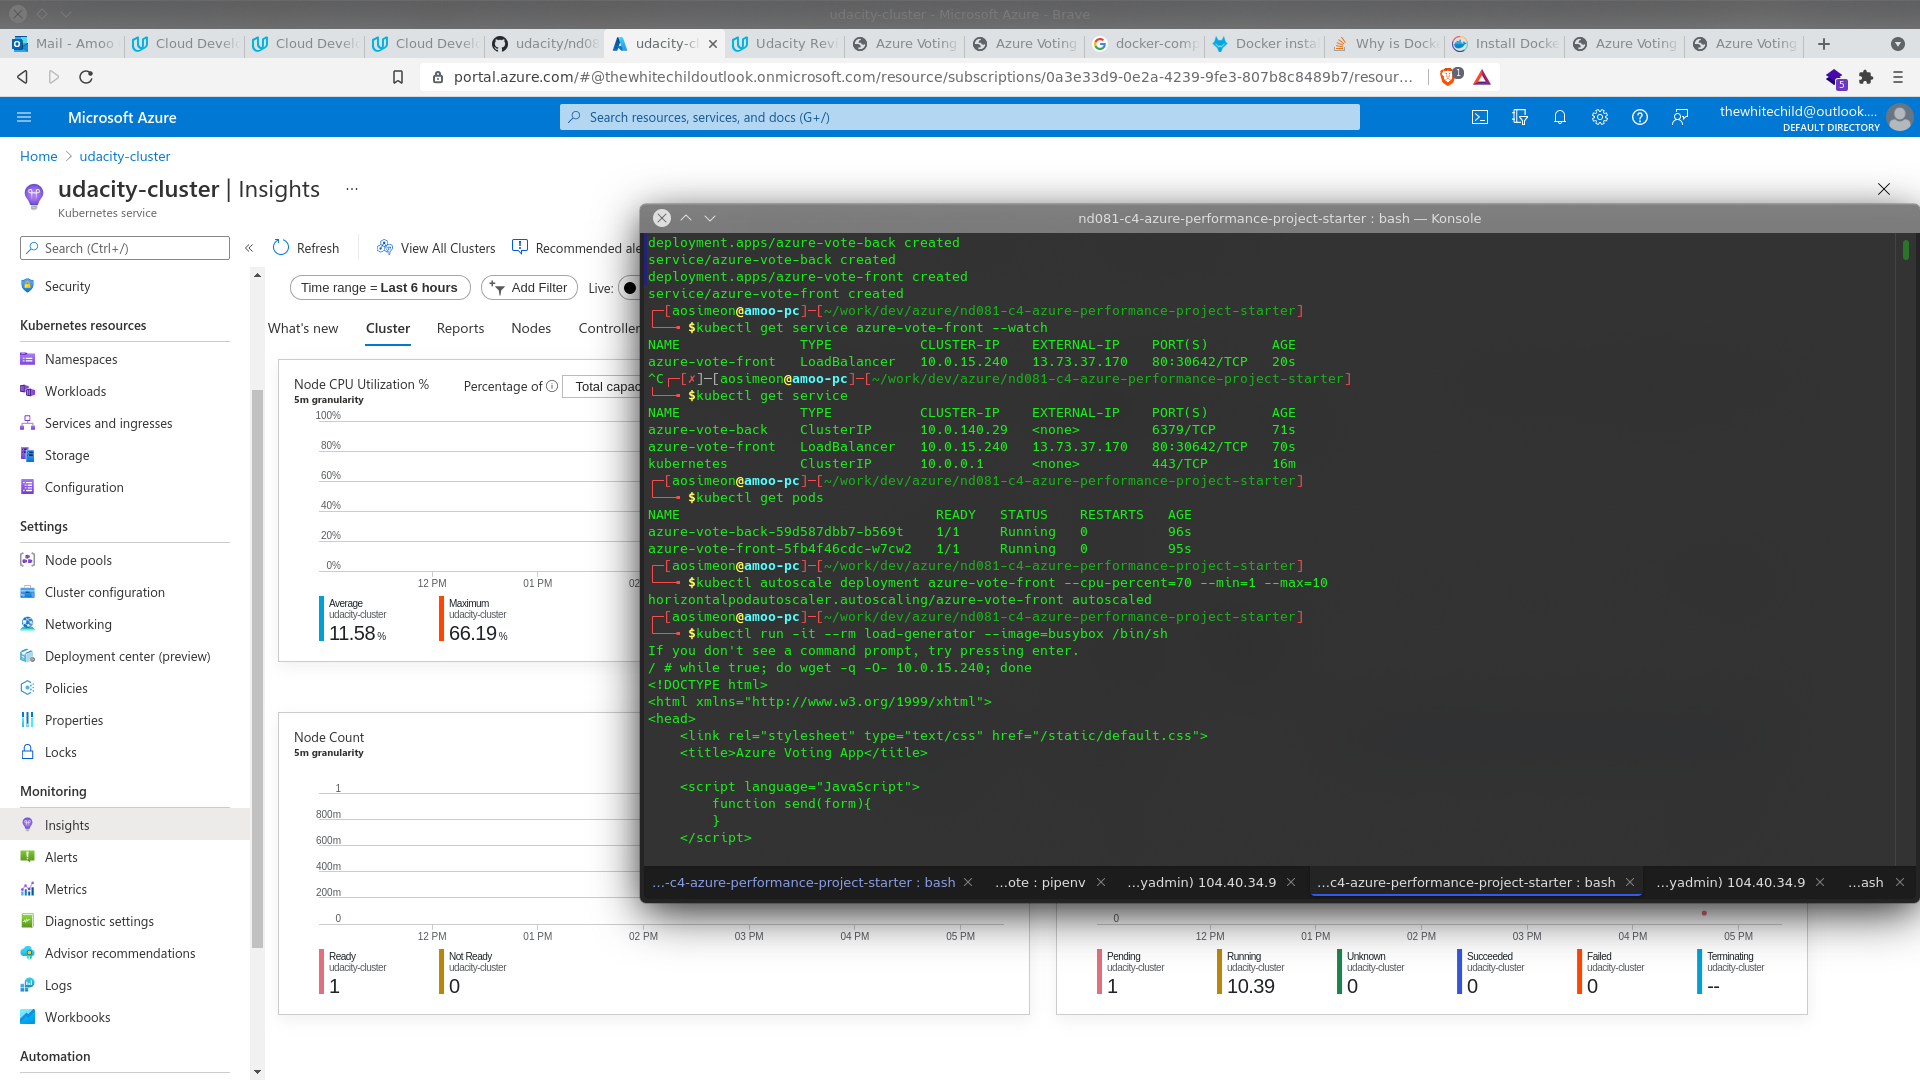 udacity-cluster - Microsoft Azure - Brave
Mail - Amoo
Cloud Devel
Cloud Devel
Cloud Devel
udacity/nd08
udacity-cl
Udacity Revi
Azure Voting
Azure Voting
docker-comp
Docker instal
Why is Dock
Install Docke
Azure Voting
Azure Voting
portal.azure.com/#@thewhitechildoutlook.onmicrosoft.com/resource/subscriptions/0a3e33d9-0e2a-4239-9fe3-807b8c8489b7/resour...
1
5
Microsoft Azure
Search resources, services, and docs (G+/)
thewhitechild@outlook....
DEFAULT DIRECTORY
Home > udacity-cluster
udacity-cluster | Insights ...
Kubernetes service
Search (Ctrl+/)
«
Refresh
View All Clusters
Recommended ale
Time range = Last 6 hours
Add Filter
Live:
What's new
Cluster
Reports
Nodes
Controller
Security
Kubernetes resources
Namespaces
Workloads
Services and ingresses
Storage
Configuration
Settings
Node pools
Cluster configuration
Networking
Deployment center (preview)
Policies
Properties
Locks
Monitoring
Insights
Alerts
Metrics
Diagnostic settings
Advisor recommendations
Logs
Workbooks
Automation
Node CPU Utilization %
5m granularity
Percentage of
Total capac
100%
80%
60%
40%
20%
0%
12 PM 01 PM 02
Average
udacity-cluster
11.58 %
Maximum
udacity-cluster
66.19 %
Node Count
5m granularity
1
800m
600m
400m
200m
0
12 PM 01 PM 02 PM 03 PM 04 PM 05 PM
Ready
udacity-cluster
1
Not Ready
udacity-cluster
0
0
12 PM 01 PM 02 PM 03 PM 04 PM 05 PM
Pending
udacity-cluster
1
Running
udacity-cluster
10.39
Unknown
udacity-cluster
0
Succeeded
udacity-cluster
0
Failed
udacity-cluster
0
Terminating
udacity-cluster
--
nd081-c4-azure-performance-project-starter : bash — Konsole
deployment.apps/azure-vote-back created
service/azure-vote-back created
deployment.apps/azure-vote-front created
service/azure-vote-front created
┌─[aosimeon@amoo-pc]─[~/work/dev/azure/nd081-c4-azure-performance-project-starter]
└──╼ $kubectl get service azure-vote-front --watch
NAME TYPE CLUSTER-IP EXTERNAL-IP PORT(S) AGE
azure-vote-front LoadBalancer 10.0.15.240 13.73.37.170 80:30642/TCP 20s
^C┌─[✗]─[aosimeon@amoo-pc]─[~/work/dev/azure/nd081-c4-azure-performance-project-starter]
└──╼ $kubectl get service
NAME TYPE CLUSTER-IP EXTERNAL-IP PORT(S) AGE
azure-vote-back ClusterIP 10.0.140.29 <none> 6379/TCP 71s
azure-vote-front LoadBalancer 10.0.15.240 13.73.37.170 80:30642/TCP 70s
kubernetes ClusterIP 10.0.0.1 <none> 443/TCP 16m
┌─[aosimeon@amoo-pc]─[~/work/dev/azure/nd081-c4-azure-performance-project-starter]
└──╼ $kubectl get pods
NAME READY STATUS RESTARTS AGE
azure-vote-back-59d587dbb7-b569t 1/1 Running 0 96s
azure-vote-front-5fb4f46cdc-w7cw2 1/1 Running 0 95s
┌─[aosimeon@amoo-pc]─[~/work/dev/azure/nd081-c4-azure-performance-project-starter]
└──╼ $kubectl autoscale deployment azure-vote-front --cpu-percent=70 --min=1 --max=10
horizontalpodautoscaler.autoscaling/azure-vote-front autoscaled
┌─[aosimeon@amoo-pc]─[~/work/dev/azure/nd081-c4-azure-performance-project-starter]
└──╼ $kubectl run -it --rm load-generator --image=busybox /bin/sh
If you don't see a command prompt, try pressing enter.
/ # while true; do wget -q -O- 10.0.15.240; done
<!DOCTYPE html>
<html xmlns="http://www.w3.org/1999/xhtml">
<head>
<link rel="stylesheet" type="text/css" href="/static/default.css">
<title>Azure Voting App</title>
<script language="JavaScript">
function send(form){
}
</script>
...-c4-azure-performance-project-starter : bash
...ote : pipenv
...yadmin) 104.40.34.9
...c4-azure-performance-project-starter : bash
...yadmin) 104.40.34.9
...ash